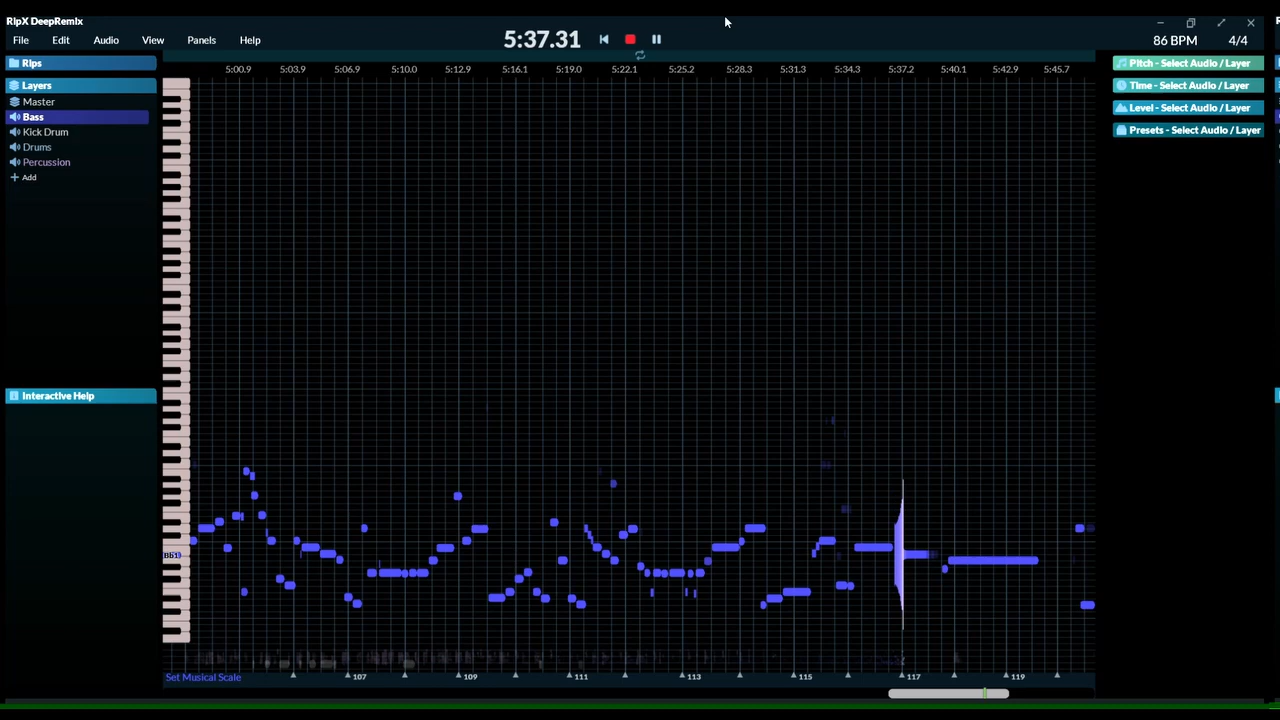 RipX DeepRemix
File Edit Audio View Panels Help
5:37.31
86 BPM 4/4
Rips
Layers
Master
Bass
Kick Drum
Drums
Percussion
Add
Interactive Help
5:00.9 5:03.9 5:06.9 5:10.0 5:12.9 5:16.1 5:19.0 5:22.1 5:25.2 5:28.3 5:31.3 5:34.3 5:37.2 5:40.1 5:42.9 5:45.7
Set Musical Scale
107 109 111 113 115 117 119
Pitch - Select Audio / Layer
Time - Select Audio / Layer
Level - Select Audio / Layer
Presets - Select Audio / Layer